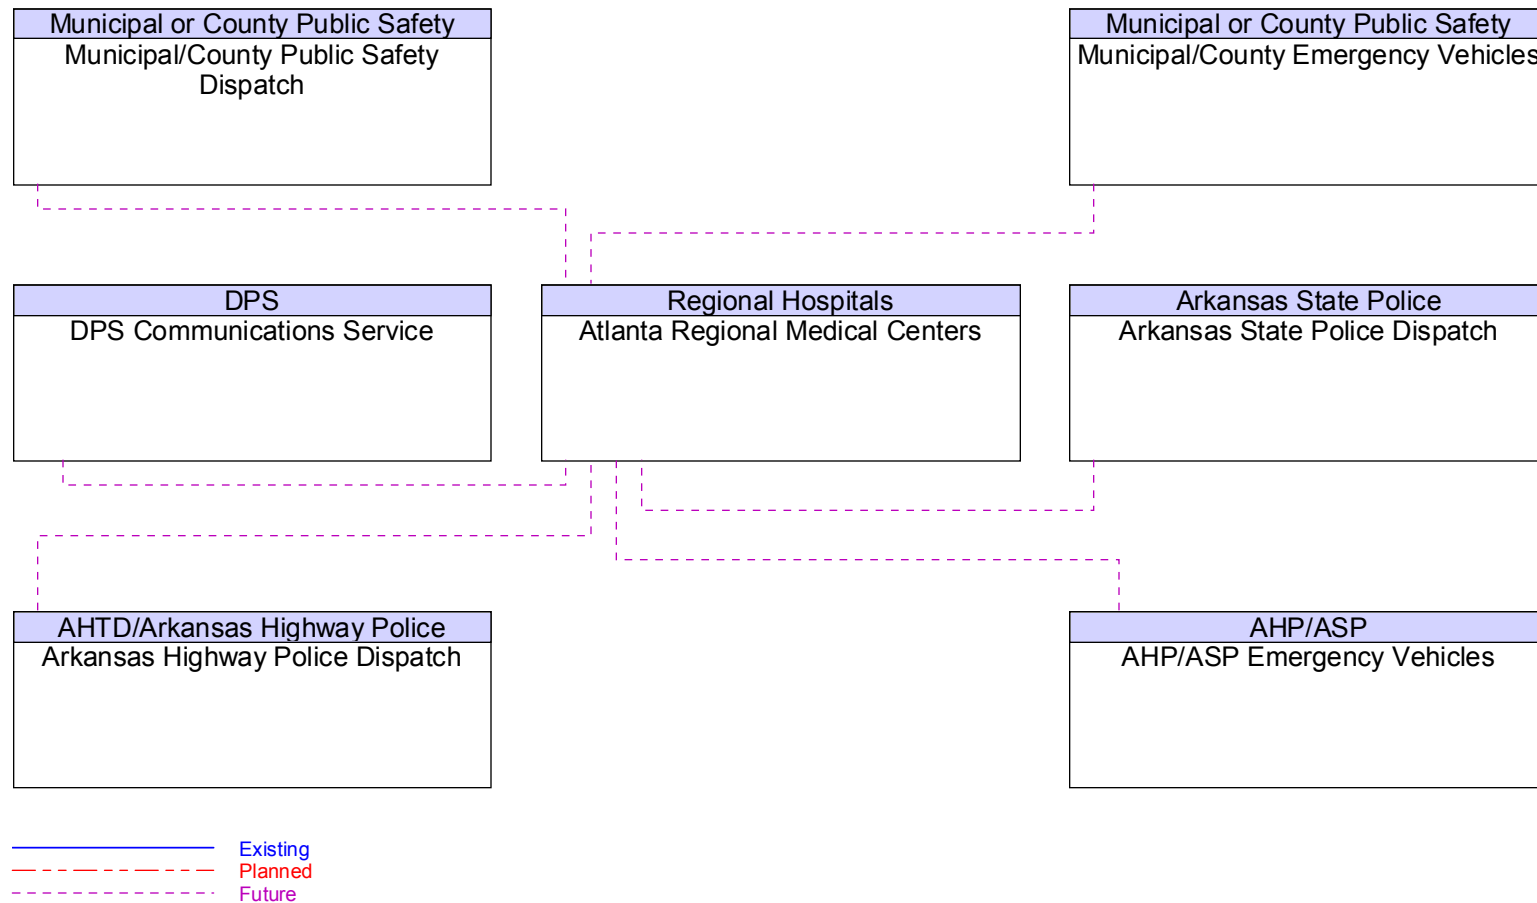 Municipal or County Public Safety
Municipal/County Public Safety
Dispatch
Municipal or County Public Safety
Municipal/County Emergency Vehicles
DPS
DPS Communications Service
Regional Hospitals
Atlanta Regional Medical Centers
Arkansas State Police
Arkansas State Police Dispatch
AHTD/Arkansas Highway Police
Arkansas Highway Police Dispatch
AHP/ASP
AHP/ASP Emergency Vehicles
Existing
Planned
Future